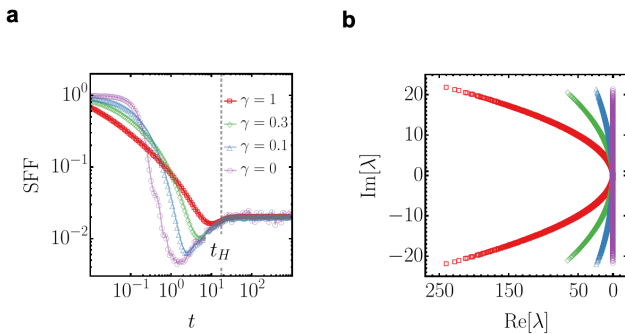 a
b
SFF
10^0
10^{-1}
10^{-2}
γ = 1
γ = 0.3
γ = 0.1
γ = 0
t_H
10^{-1} 10^0 10^1 10^2
t
Im[λ]
20
10
0
−10
−20
250 150 50 0
Re[λ]